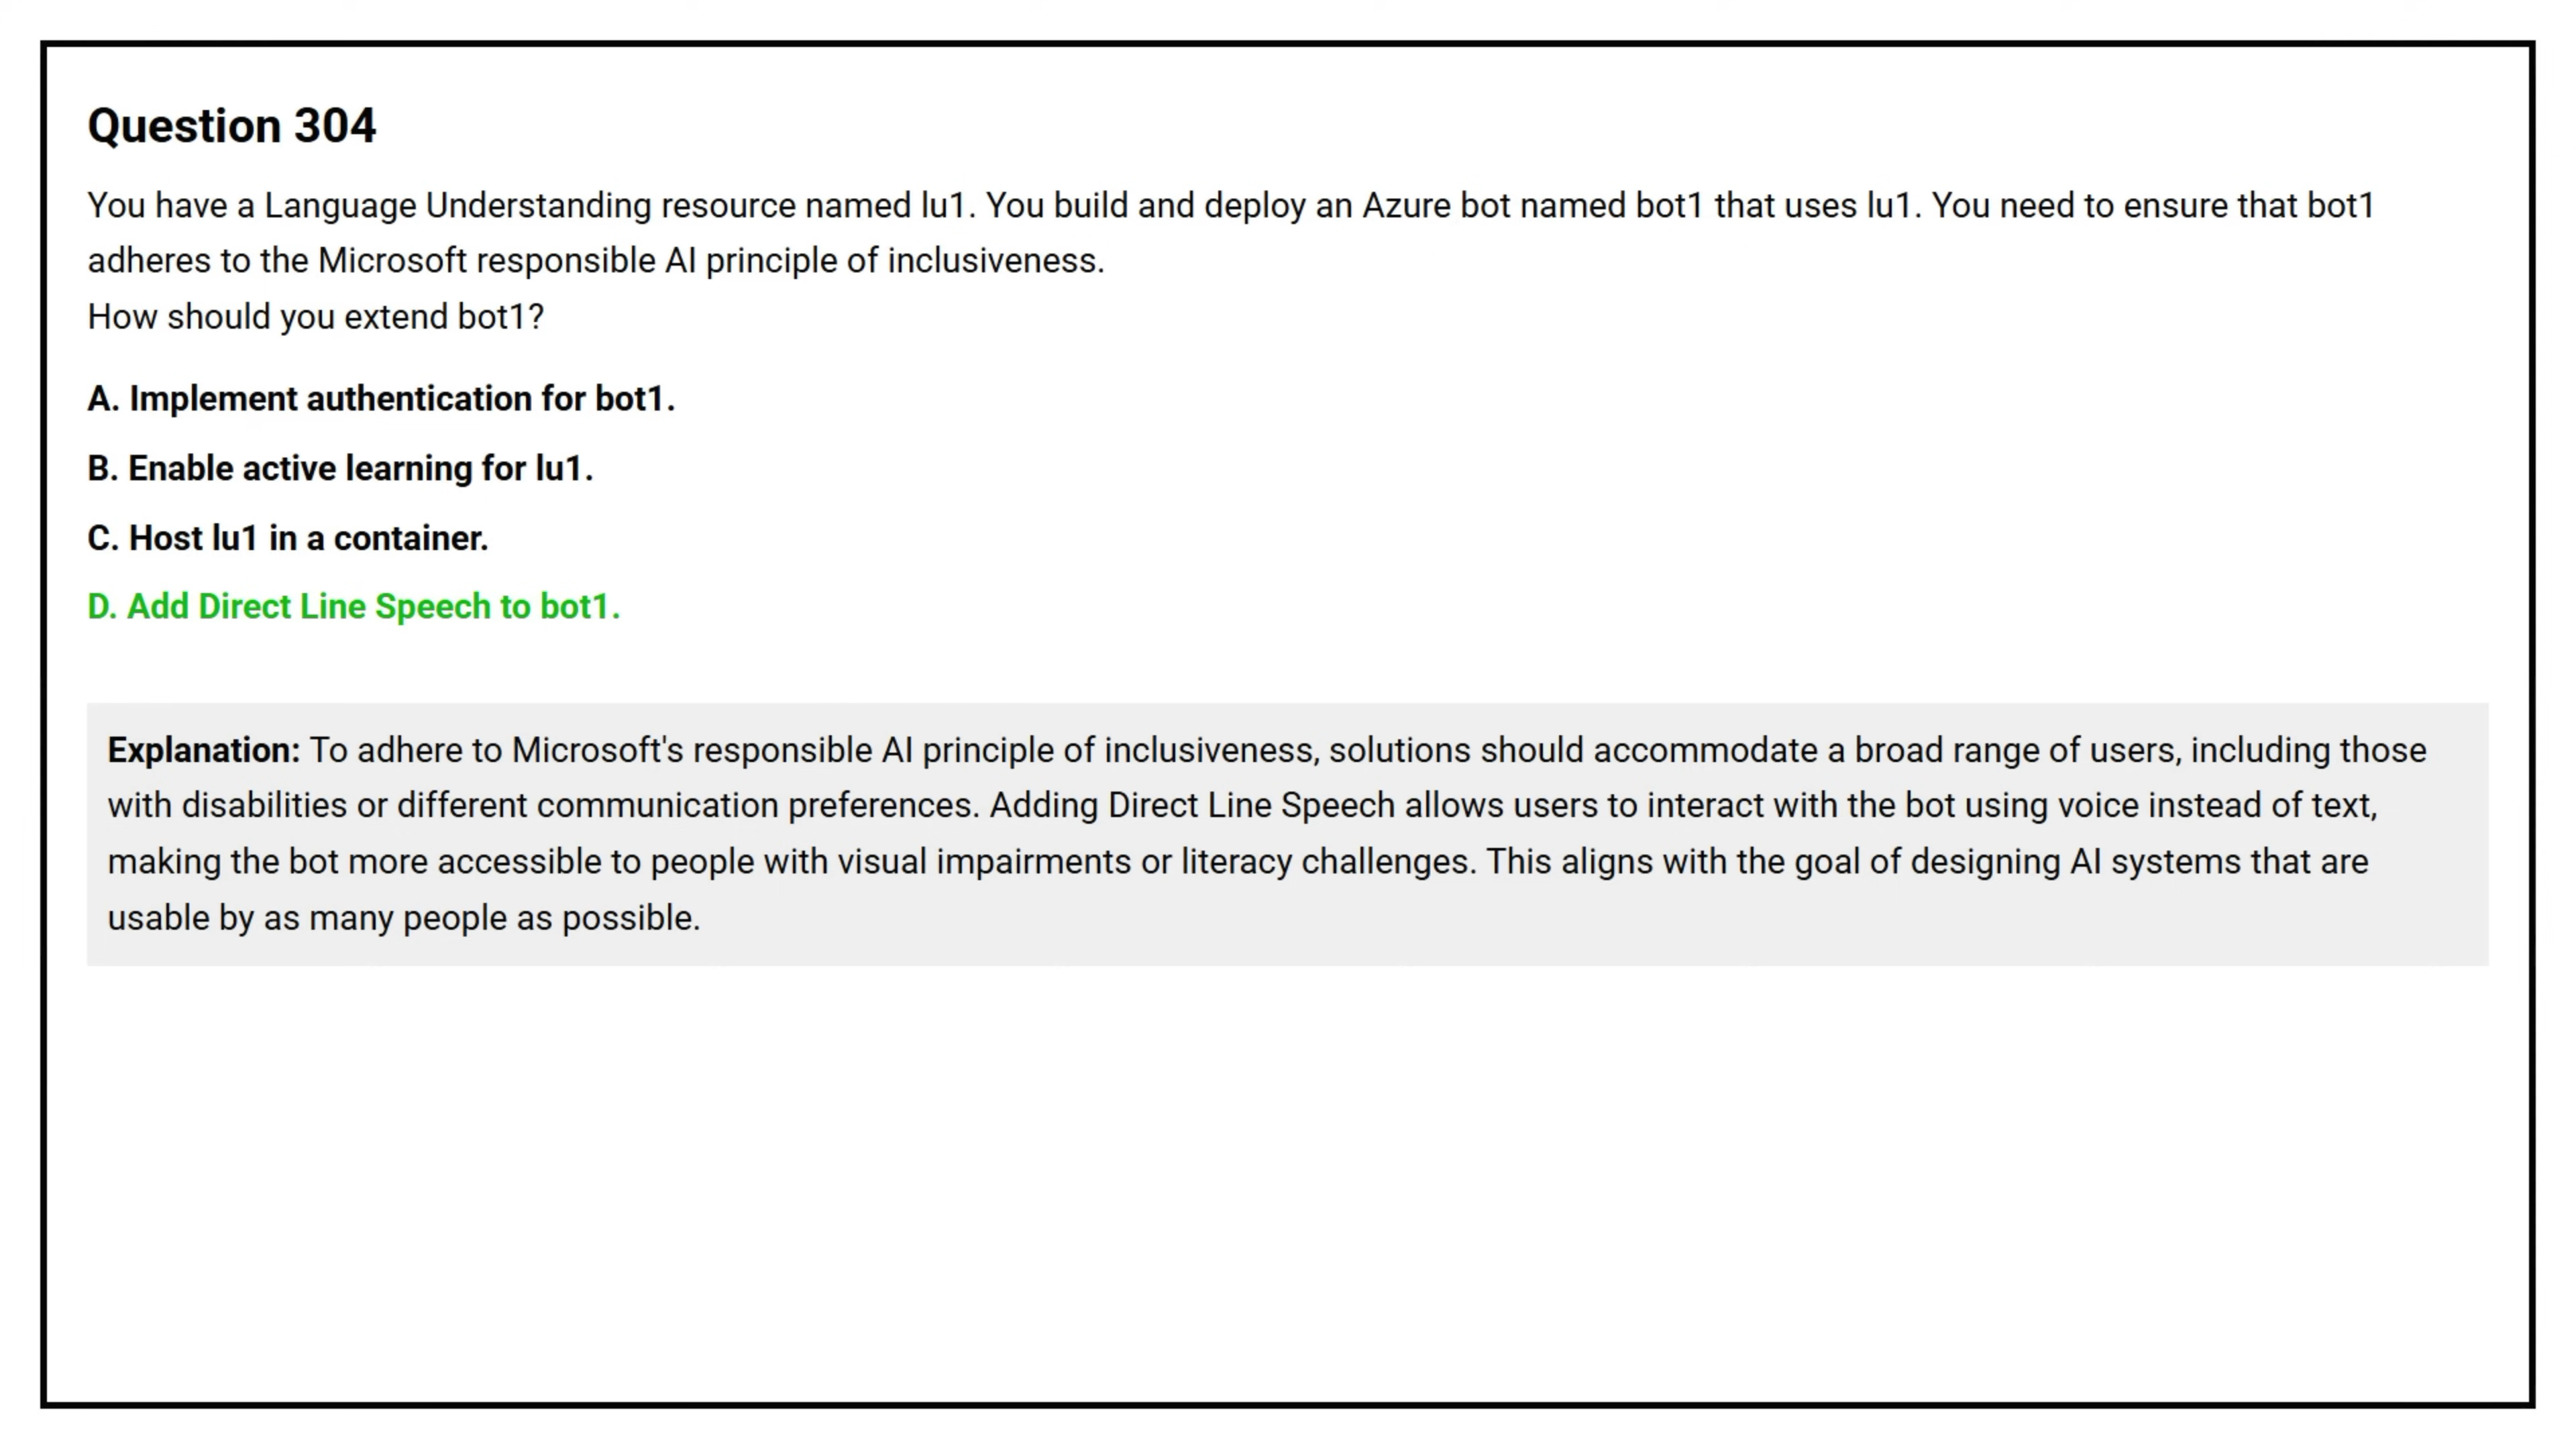 Question 304
You have a Language Understanding resource named lu1. You build and deploy an Azure bot named bot1 that uses lu1. You need to ensure that bot1
adheres to the Microsoft responsible AI principle of inclusiveness.
How should you extend bot1?
A. Implement authentication for bot1.
B. Enable active learning for lu1.
C. Host lu1 in a container.
D. Add Direct Line Speech to bot1.
Explanation: To adhere to Microsoft's responsible AI principle of inclusiveness, solutions should accommodate a broad range of users, including those
with disabilities or different communication preferences. Adding Direct Line Speech allows users to interact with the bot using voice instead of text,
making the bot more accessible to people with visual impairments or literacy challenges. This aligns with the goal of designing AI systems that are
usable by as many people as possible.